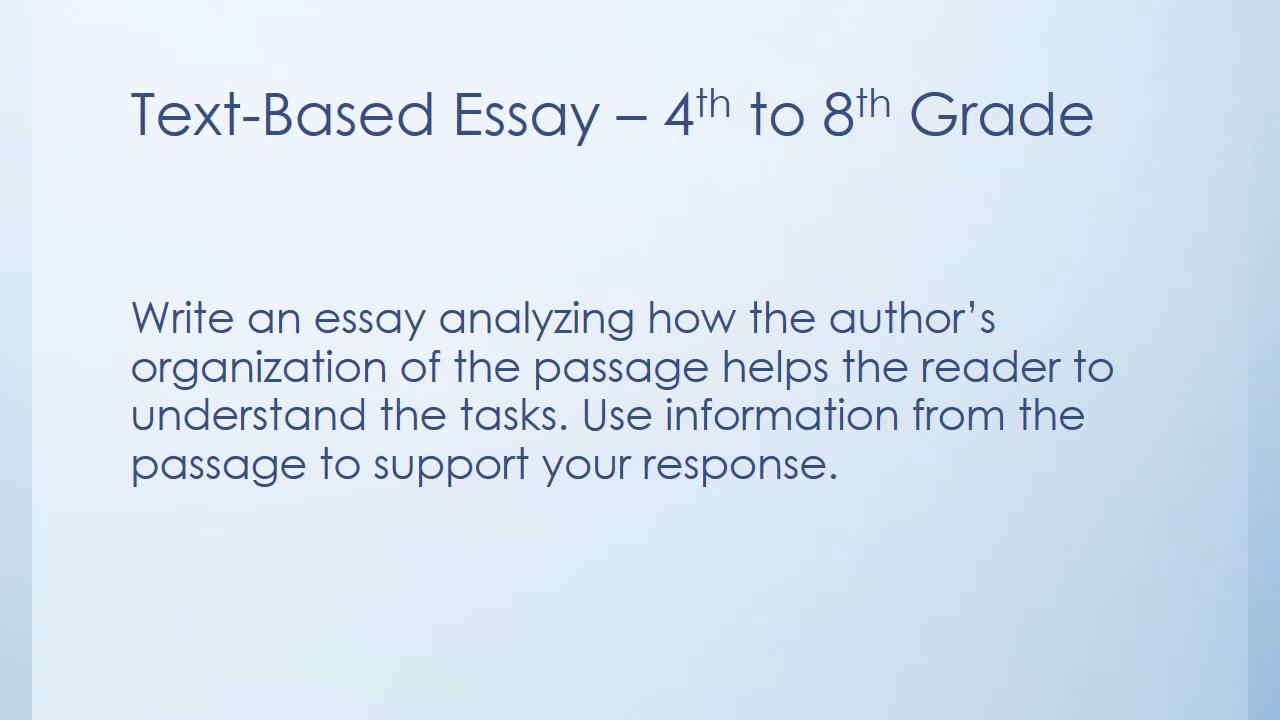 Text-Based Essay – 4th to 8th Grade
Write an essay analyzing how the author’s
organization of the passage helps the reader to
understand the tasks. Use information from the
passage to support your response.